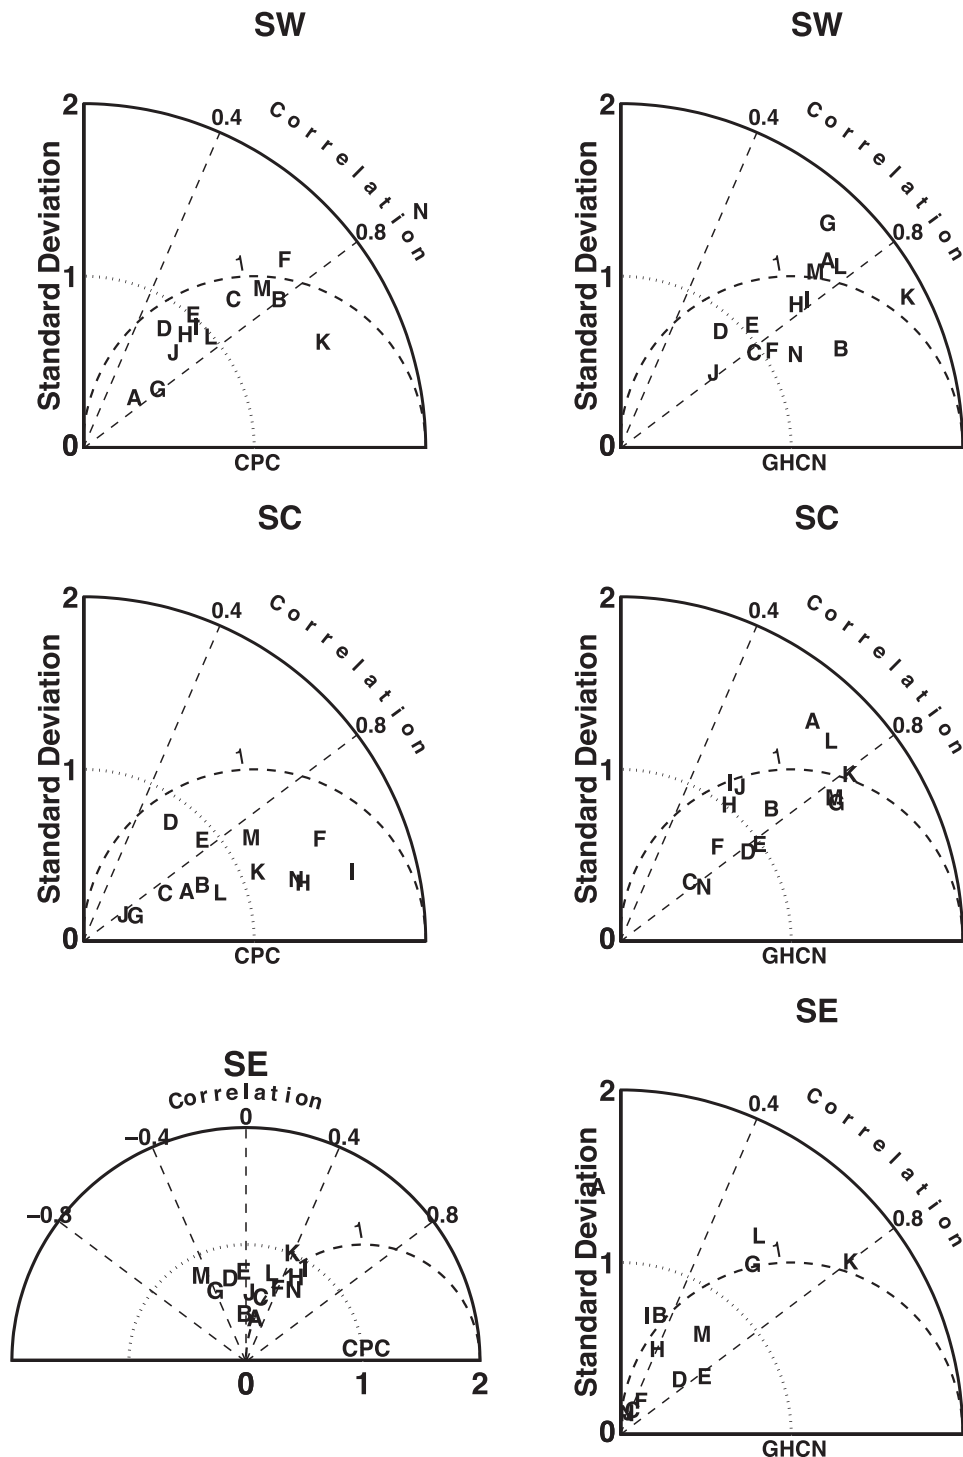 SW
2
0.4
Correlation
N
0.8
1
F
M
C
B
1
E
D
I
H
L
K
J
G
A
Standard Deviation
0
CPC
SW
2
0.4
Correlation
G
0.8
1
A
L
M
K
H
I
1
E
D
C
F
N
B
J
Standard Deviation
0
GHCN
SC
2
0.4
Correlation
0.8
1
1
D
E
M
F
K
N
H
I
C
A
B
L
J
G
Standard Deviation
0
CPC
SC
2
0.4
Correlation
A
0.8
L
1
K
1
I
J
H
B
M
G
F
D
E
C
N
Standard Deviation
0
GHCN
SE
Correlation
0
−0.4
0.4
−0.8
0.8
1
K
M
D
E
L
H
I
G
J
C
F
N
B
A
CPC
0
1
2
SE
2
0.4
Correlation
A
0.8
L
1
G
K
1
I
B
H
M
D
E
F
C
Standard Deviation
0
GHCN